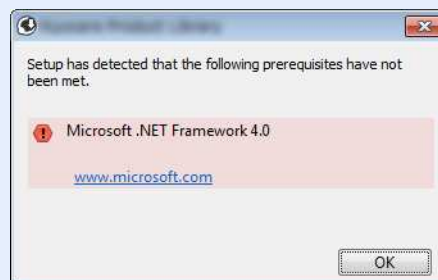 Setup has detected that the following prerequisites have not
been met.
Microsoft .NET Framework 4.0
www.microsoft.com
OK